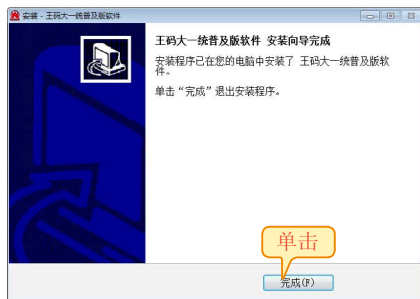 安装 - 王码大一统普及版软件
王码大一统普及版软件 安装向导完成
安装程序已在您的电脑中安装了 王码大一统普及版软
件。
单击“完成”退出安装程序。
单击
完成(F)